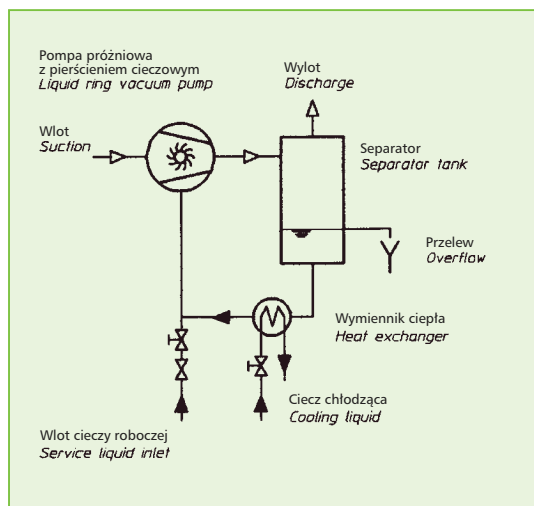 Pompa próżniowa
z pierścieniem cieczowym
Liquid ring vacuum pump
Wylot
Discharge
Wlot
Suction
Separator
Separator tank
Przelew
Overflow
Wymiennik ciepła
Heat exchanger
Ciecz chłodząca
Cooling liquid
Wlot cieczy roboczej
Service liquid inlet